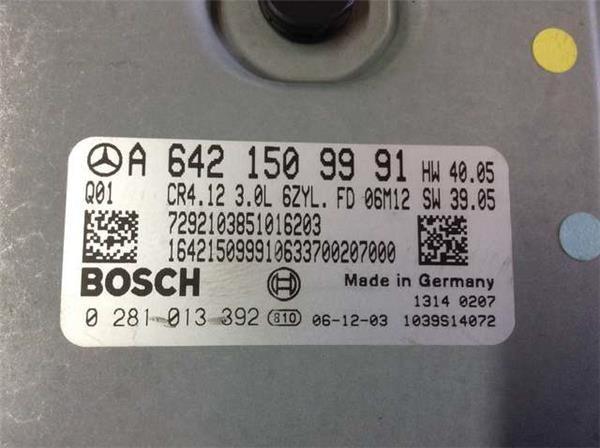 A 642 150 99 91 HW 40.05
Q01 CR4.12 3.0L 6ZYL. FD 06M12 SW 39.05
7292103851016203
164215099910633700207000
BOSCH Made in Germany
1314 0207
0 281 013 392 810 06-12-03 1039S14072